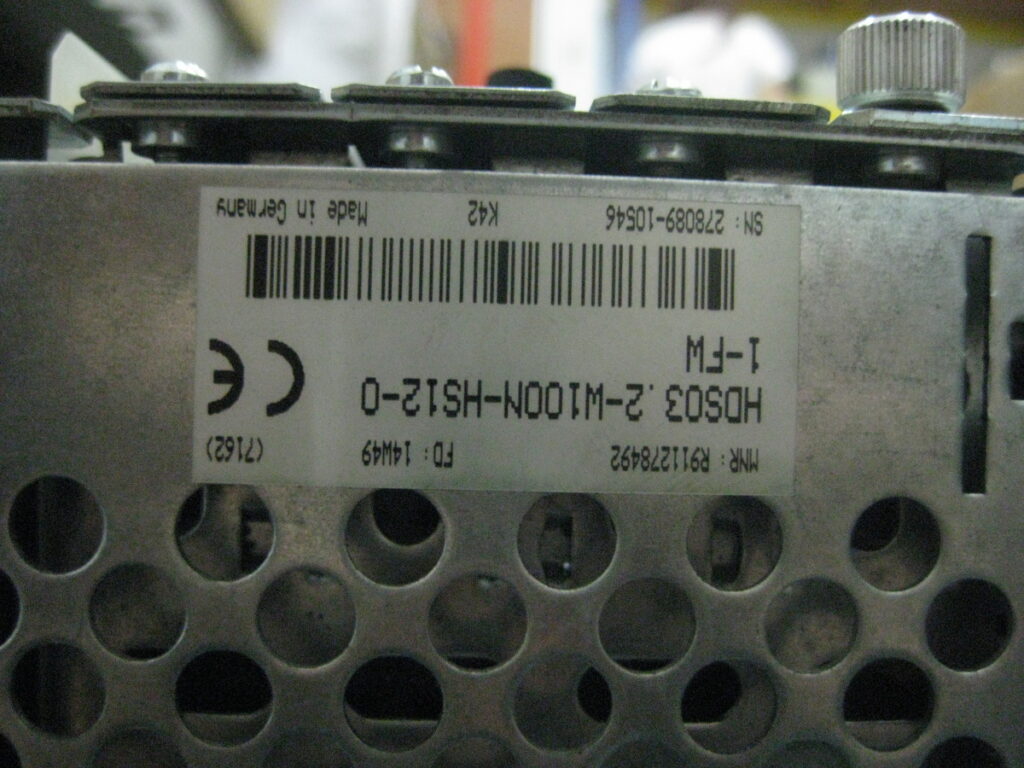 MNR: R911278492 FD: 14W49 (7162)
HDS03.2-W100N-HS12-0
1-FW
CE
SN: 278089-10546 K42 Made in Germany